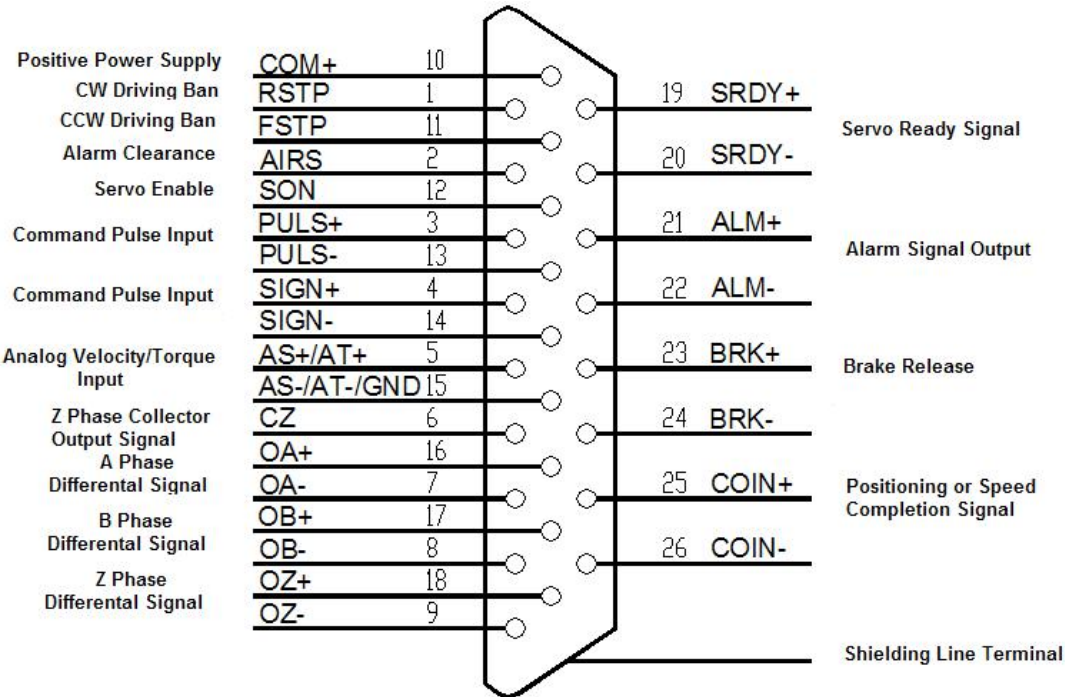 Positive Power Supply COM+ 10
CW Driving Ban RSTP 1
CCW Driving Ban FSTP 11
Alarm Clearance AIRS 2
Servo Enable SON 12
Command Pulse Input PULS+ 3
PULS- 13
Command Pulse Input SIGN+ 4
SIGN- 14
Analog Velocity/Torque
Input
AS+/AT+ 5
AS-/AT-/GND 15
Z Phase Collector
Output Signal
CZ 6
A Phase
Differental Signal
OA+ 16
OA- 7
B Phase
Differental Signal
OB+ 17
OB- 8
Z Phase
Differental Signal
OZ+ 18
OZ- 9
19 SRDY+
Servo Ready Signal
20 SRDY-
21 ALM+
Alarm Signal Output
22 ALM-
23 BRK+
Brake Release
24 BRK-
25 COIN+
Positioning or Speed
Completion Signal
26 COIN-
Shielding Line Terminal